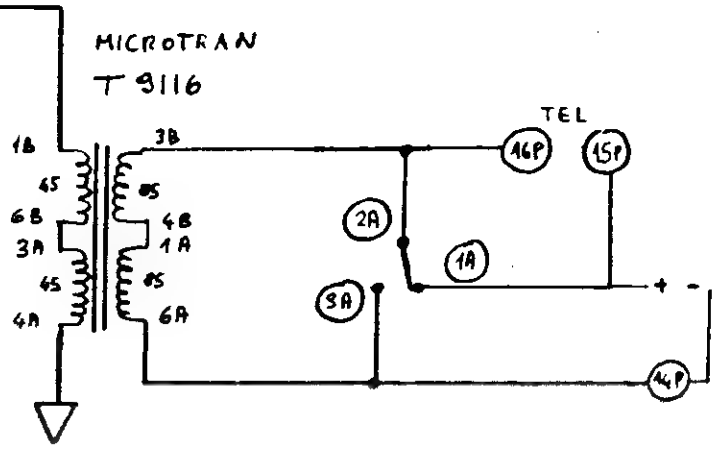 MICROTRAN
T 9116
TEL
1B
3B
16P
15P
45
85
6B
4B
2A
3A
1A
1A
45
85
3A
+ -
4A
6A
14P